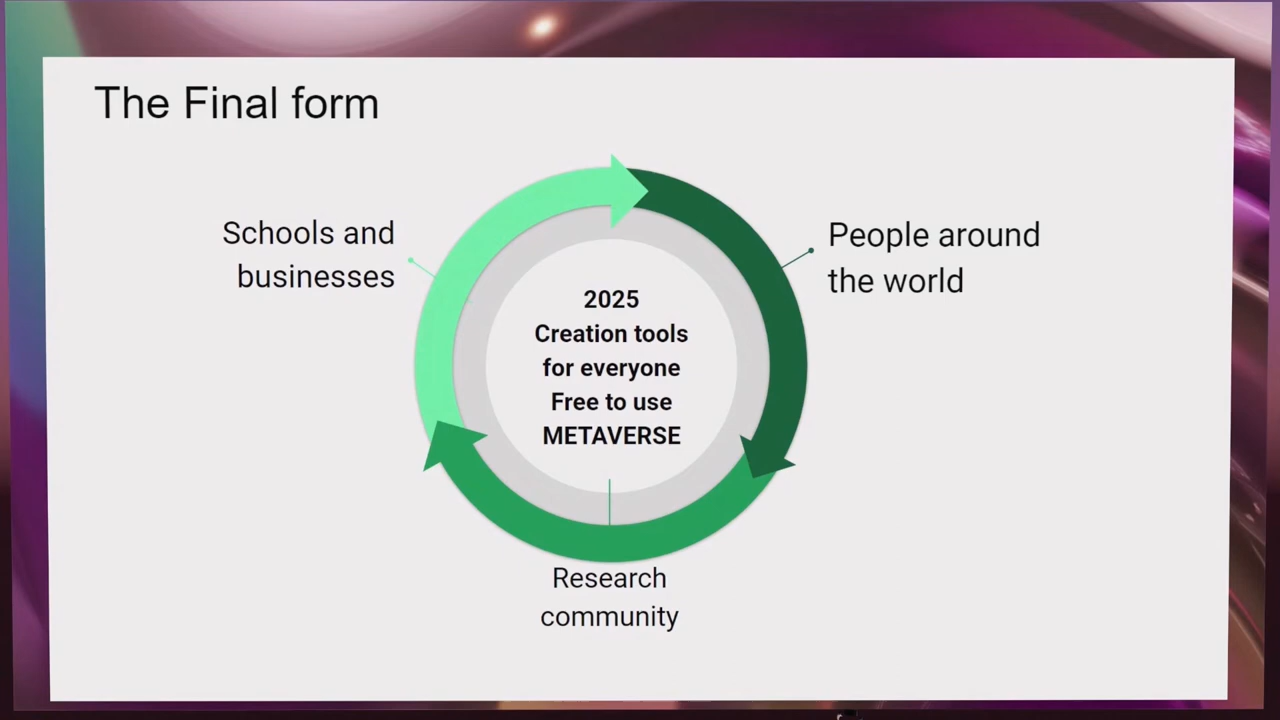 The Final form
Schools and
businesses
People around
the world
2025
Creation tools
for everyone
Free to use
METAVERSE
Research
community